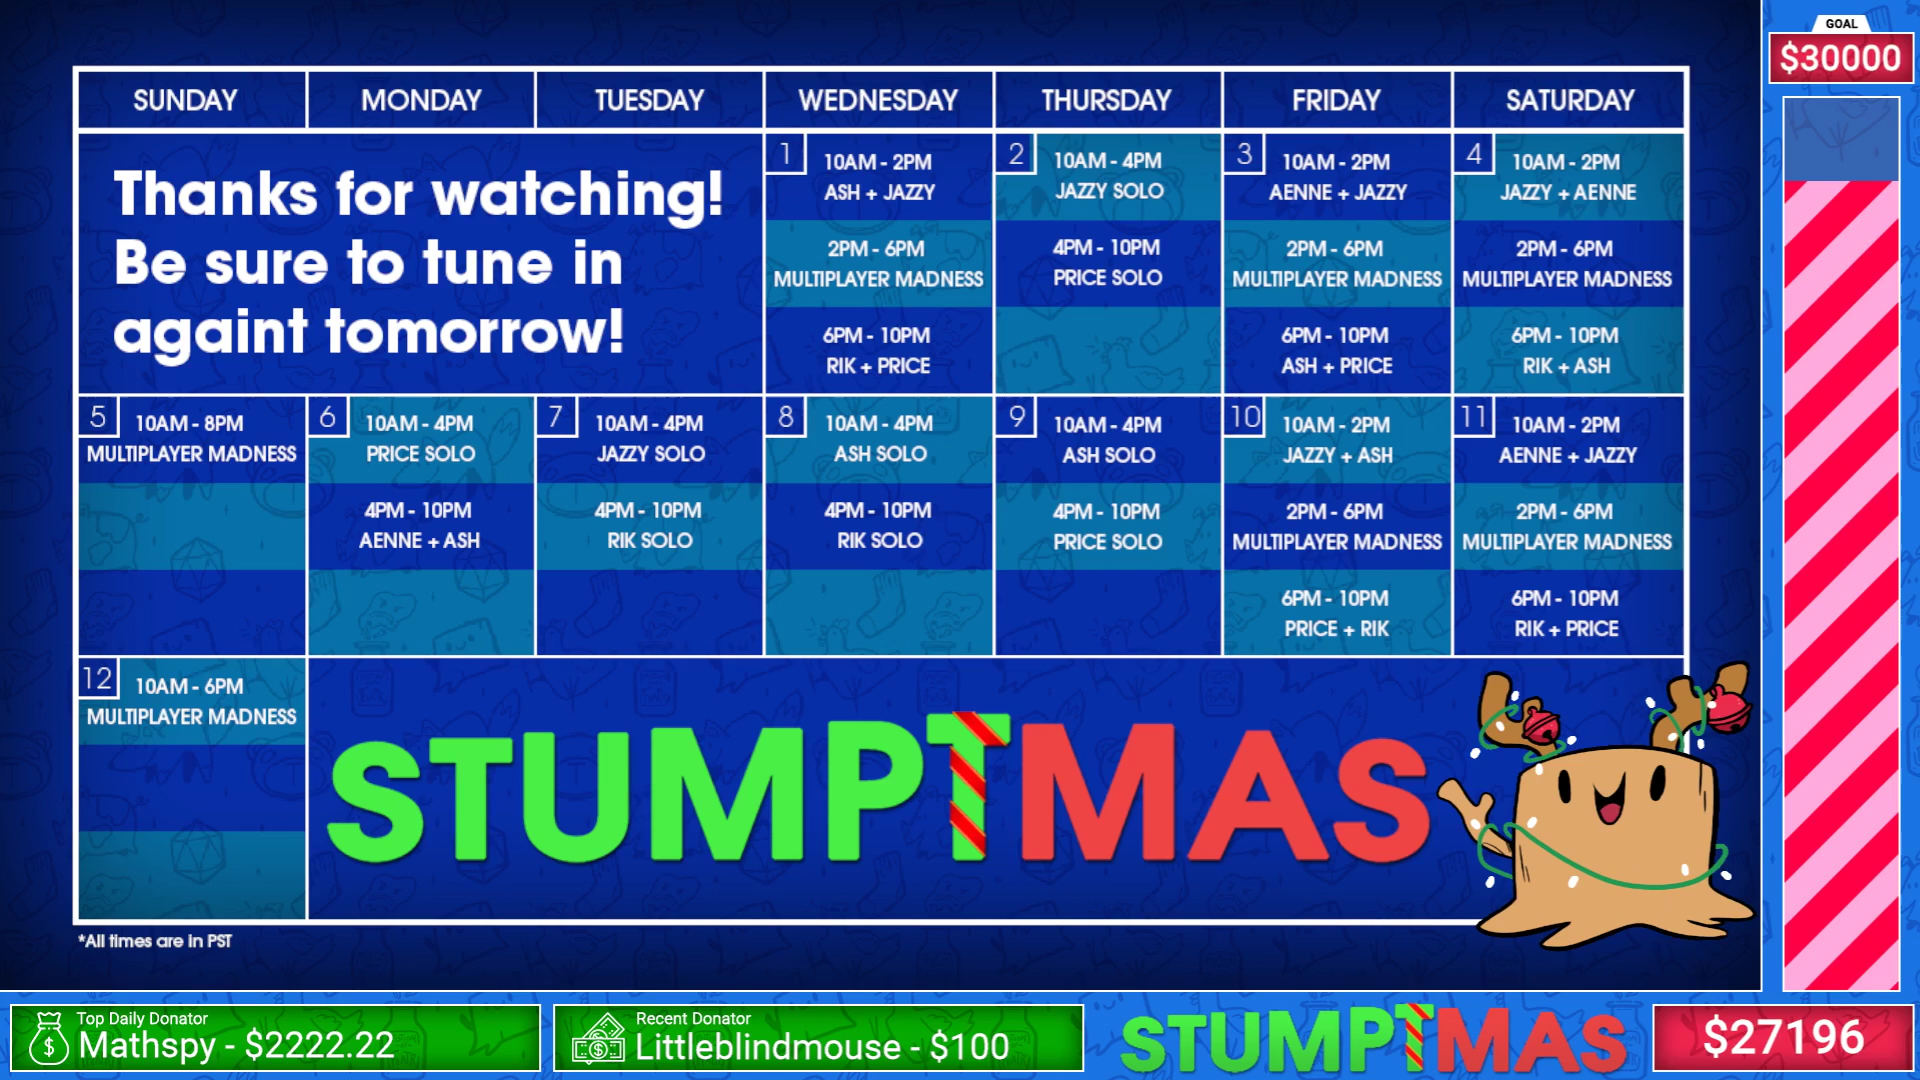 GOAL
$30000
SUNDAY
MONDAY
TUESDAY
WEDNESDAY
THURSDAY
FRIDAY
SATURDAY
Thanks for watching!
Be sure to tune in
againt tomorrow!
1
10AM - 2PM
ASH + JAZZY
2PM - 6PM
MULTIPLAYER MADNESS
6PM - 10PM
RIK + PRICE
2
10AM - 4PM
JAZZY SOLO
4PM - 10PM
PRICE SOLO
3
10AM - 2PM
AENNE + JAZZY
2PM - 6PM
MULTIPLAYER MADNESS
6PM - 10PM
ASH + PRICE
4
10AM - 2PM
JAZZY + AENNE
2PM - 6PM
MULTIPLAYER MADNESS
6PM - 10PM
RIK + ASH
5
10AM - 8PM
MULTIPLAYER MADNESS
6
10AM - 4PM
PRICE SOLO
4PM - 10PM
AENNE + ASH
7
10AM - 4PM
JAZZY SOLO
4PM - 10PM
RIK SOLO
8
10AM - 4PM
ASH SOLO
4PM - 10PM
RIK SOLO
9
10AM - 4PM
ASH SOLO
4PM - 10PM
PRICE SOLO
10
10AM - 2PM
JAZZY + ASH
2PM - 6PM
MULTIPLAYER MADNESS
6PM - 10PM
PRICE + RIK
11
10AM - 2PM
AENNE + JAZZY
2PM - 6PM
MULTIPLAYER MADNESS
6PM - 10PM
RIK + PRICE
12
10AM - 6PM
MULTIPLAYER MADNESS
STUMPTMAS
*All times are in PST
Top Daily Donator
Mathspy - $2222.22
Recent Donator
Littleblindmouse - $100
STUMPTMAS
$27196